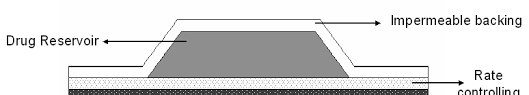 Impermeable backing
Drug Reservoir
Rate
controlling